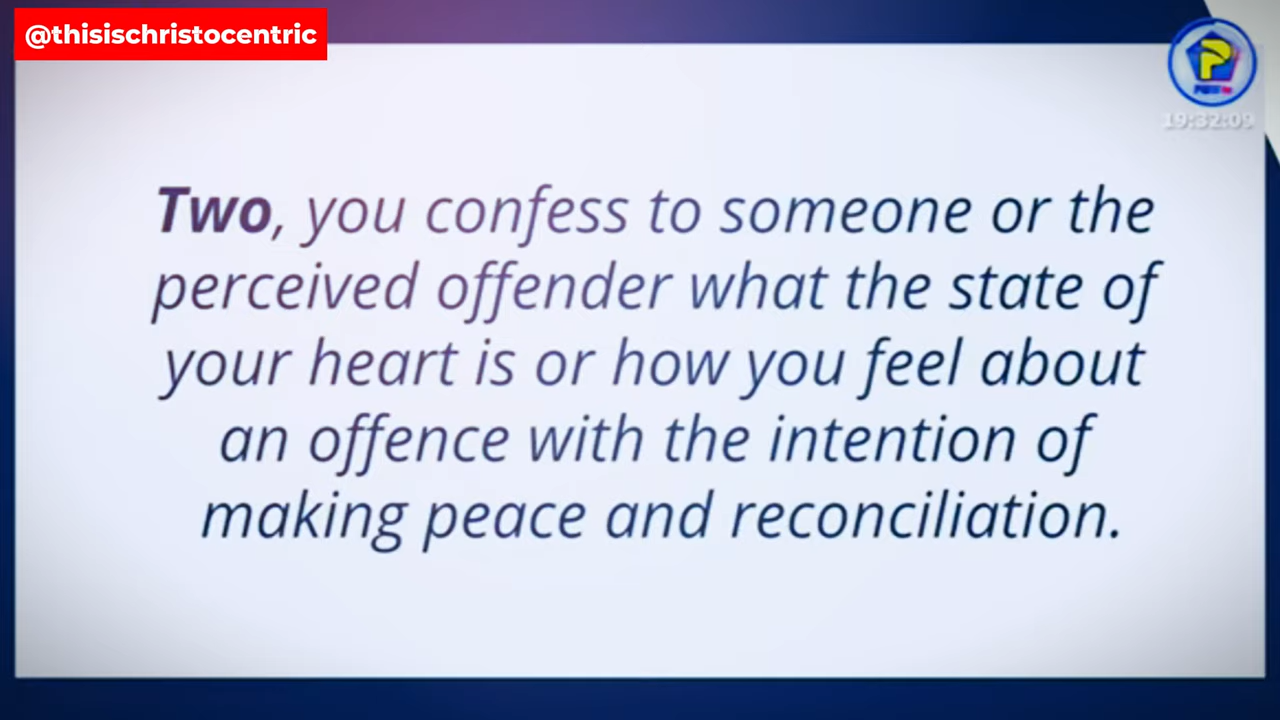 @thisischristocentric
P
19:32:09
Two, you confess to someone or the
perceived offender what the state of
your heart is or how you feel about
an offence with the intention of
making peace and reconciliation.